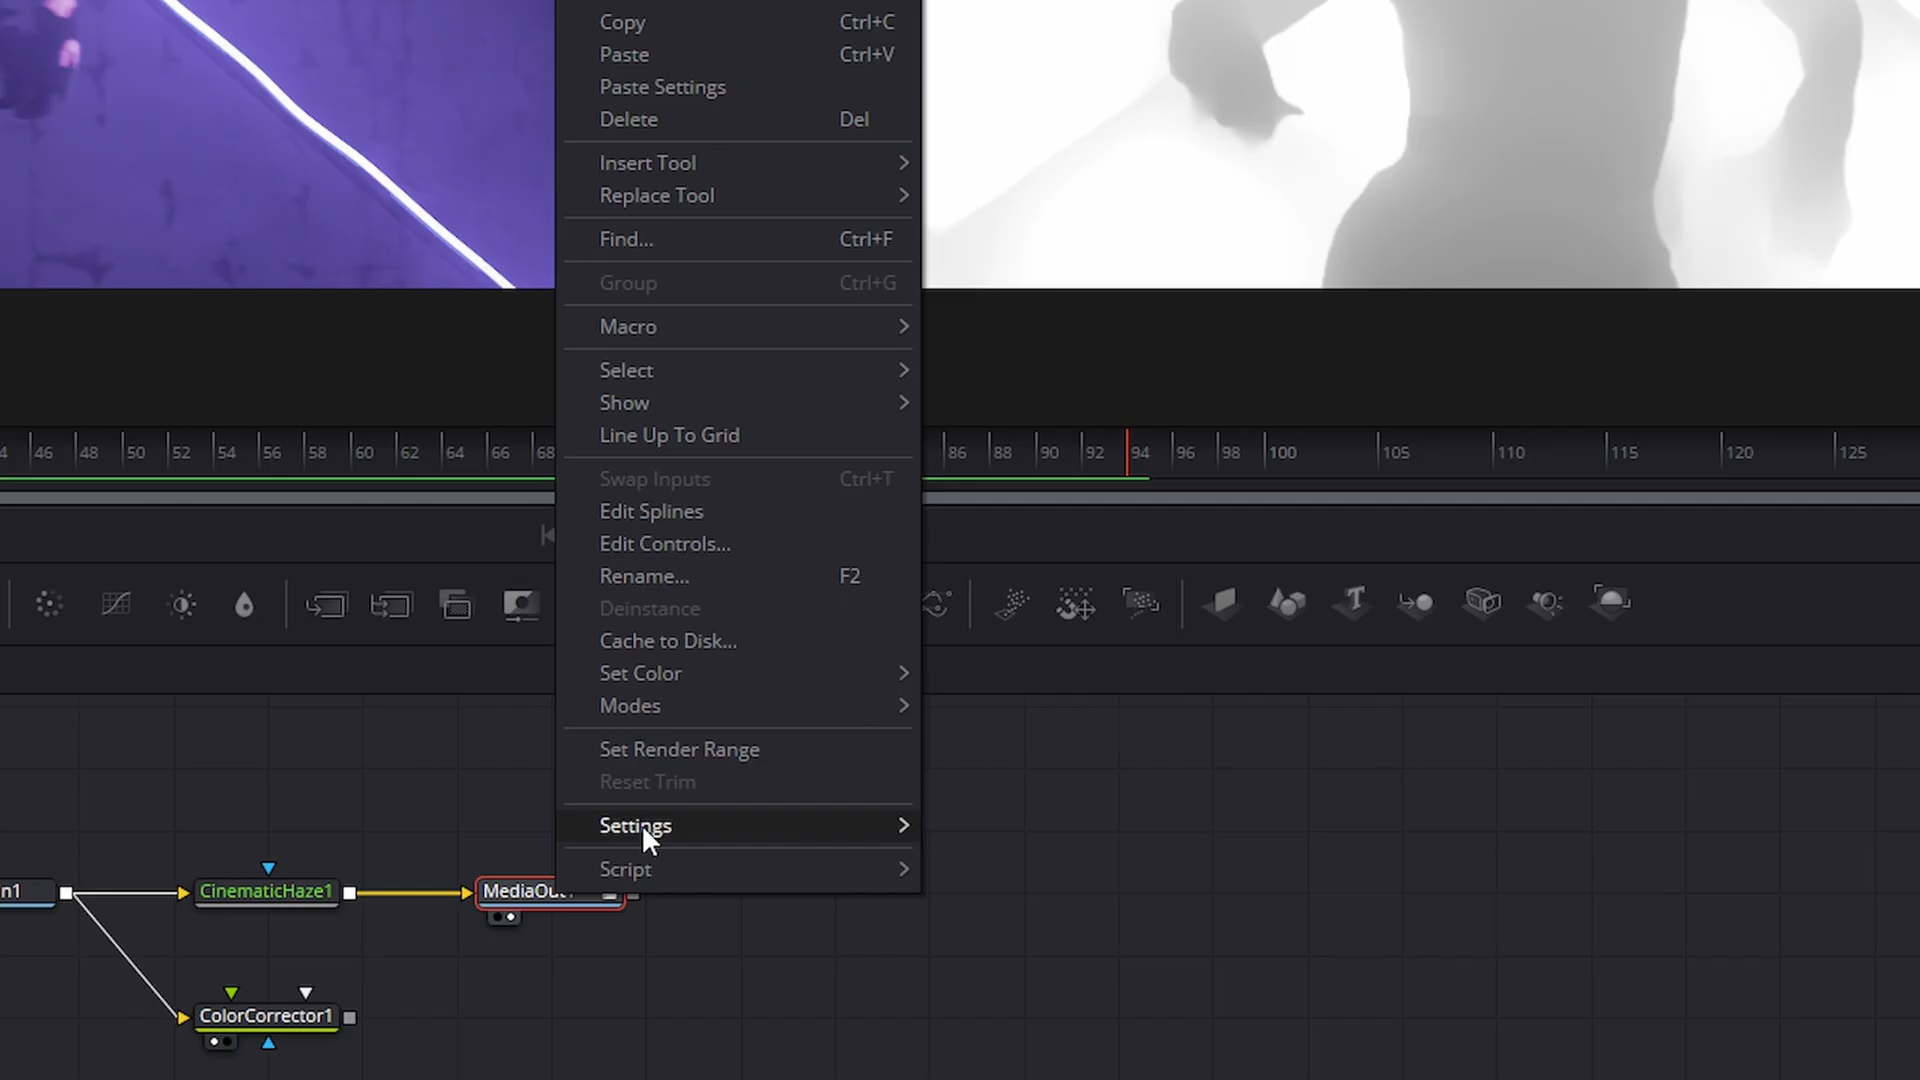 Copy Ctrl+C
Paste Ctrl+V
Paste Settings
Delete Del
Insert Tool
Replace Tool
Find... Ctrl+F
Group Ctrl+G
Macro
Select
Show
Line Up To Grid
46 48 50 52 54 56 58 60 62 64 66 68 86 88 90 92 94 96 98 100 105 110 115 120 125
Swap Inputs Ctrl+T
Edit Splines
Edit Controls...
Rename... F2
Deinstance
Cache to Disk...
Set Color
Modes
Set Render Range
Reset Trim
Settings
Script
n1 CinematicHaze1 MediaOut1
ColorCorrector1